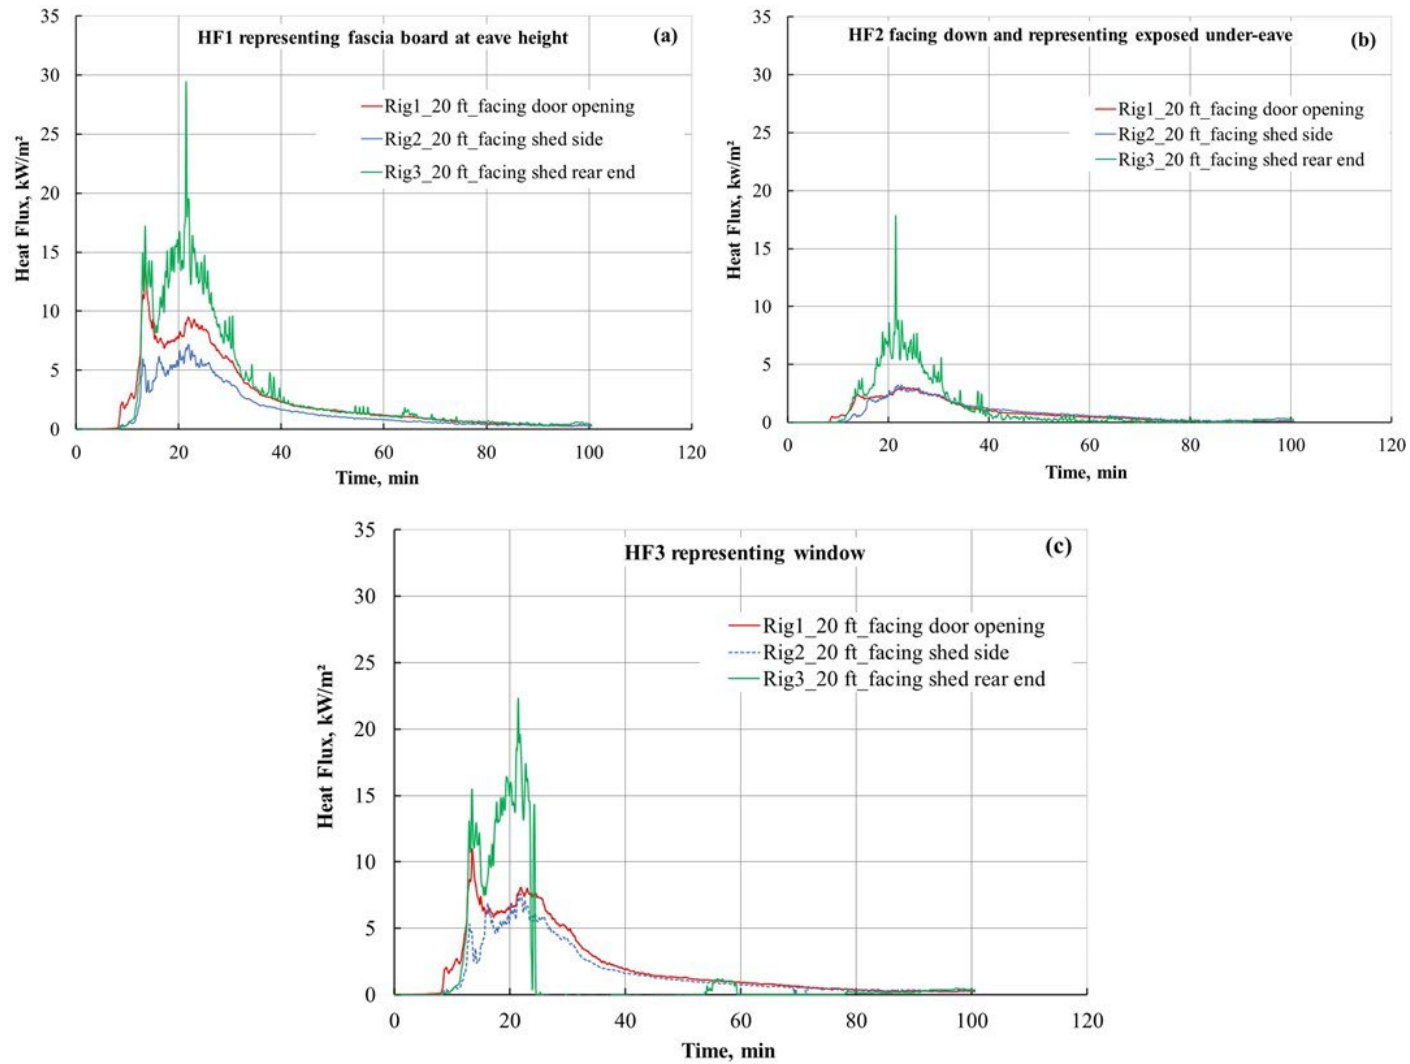 HF1 representing fascia board at eave height
(a)
35
30
25
20
15
10
5
0
Heat Flux, kW/m²
Rig1_20 ft_facing door opening
Rig2_20 ft_facing shed side
Rig3_20 ft_facing shed rear end
0 20 40 60 80 100 120
Time, min
HF2 facing down and representing exposed under-eave
(b)
35
30
25
20
15
10
5
0
Heat Flux, kw/m²
Rig1_20 ft_facing door opening
Rig2_20 ft_facing shed side
Rig3_20 ft_facing shed rear end
0 20 40 60 80 100 120
Time, min
HF3 representing window
(c)
35
30
25
20
15
10
5
0
Heat Flux, kW/m²
Rig1_20 ft_facing door opening
Rig2_20 ft_facing shed side
Rig3_20 ft_facing shed rear end
0 20 40 60 80 100 120
Time, min